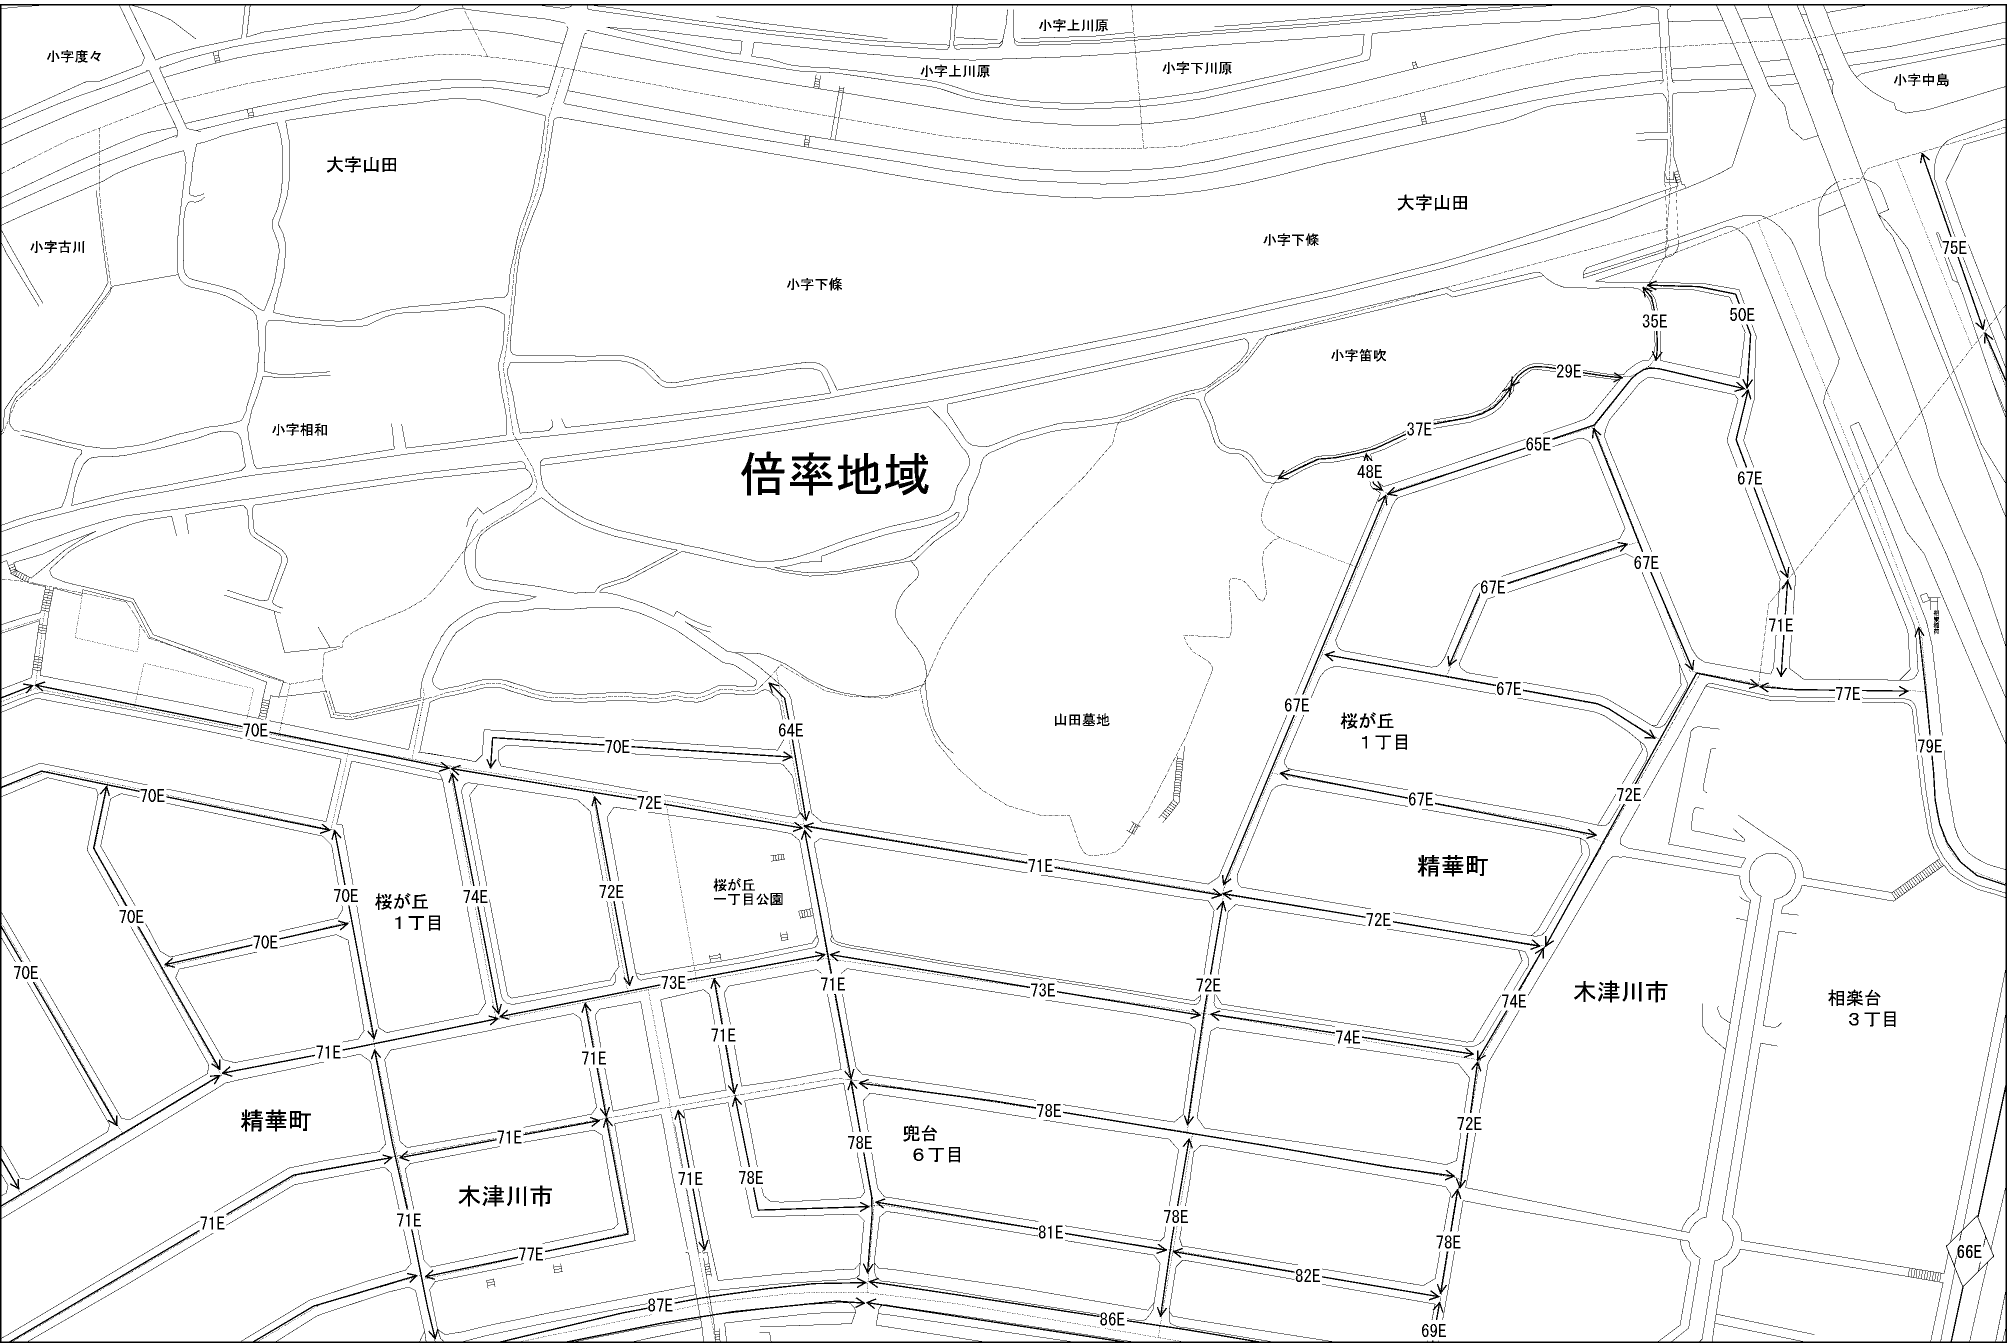 小字上川原
小字度々
小字上川原
小字下川原
小字中島
大字山田
大字山田
小字古川
小字下條
75E
小字下條
50E
35E
小字笛吹
29E
小字相和
37E
65E
倍率地域
48E
67E
67E
67E
71E
67E
77E
67E
桜が丘
1丁目
山田墓地
70E
64E
70E
79E
70E
72E
67E
72E
71E
精華町
70E
74E
72E
桜が丘
一丁目公園
桜が丘
1丁目
70E
72E
70E
70E
73E
71E
73E
72E
74E
木津川市
相楽台
3丁目
71E
71E
71E
74E
精華町
78E
72E
71E
78E
兜台
6丁目
71E
78E
木津川市
71E
71E
78E
81E
78E
77E
66E
82E
87E
86E
69E